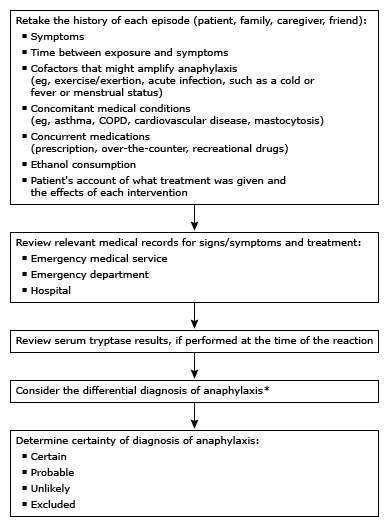 Retake the history of each episode (patient, family, caregiver, friend):
▪ Symptoms
▪ Time between exposure and symptoms
▪ Cofactors that might amplify anaphylaxis
(eg, exercise/exertion, acute infection, such as a cold or
fever or menstrual status)
▪ Concomitant medical conditions
(eg, asthma, COPD, cardiovascular disease, mastocytosis)
▪ Concurrent medications
(prescription, over-the-counter, recreational drugs)
▪ Ethanol consumption
▪ Patient's account of what treatment was given and
the effects of each intervention
Review relevant medical records for signs/symptoms and treatment:
▪ Emergency medical service
▪ Emergency department
▪ Hospital
Review serum tryptase results, if performed at the time of the reaction
Consider the differential diagnosis of anaphylaxis*
Determine certainty of diagnosis of anaphylaxis:
▪ Certain
▪ Probable
▪ Unlikely
▪ Excluded